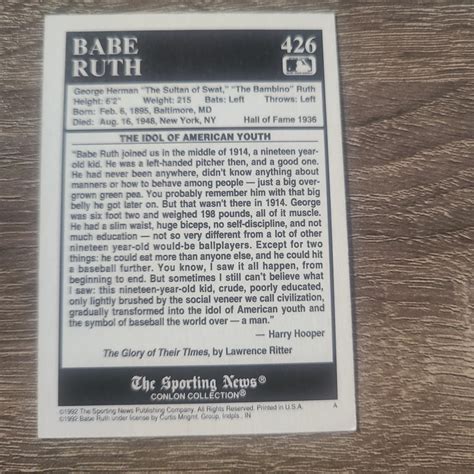 BABE
RUTH
426
George Herman "The Sultan of Swat," "The Bambino" Ruth
Height: 6'2" Weight: 215 Bats: Left Throws: Left
Born: Feb. 6, 1895, Baltimore, MD
Died: Aug. 16, 1948, New York, NY Hall of Fame 1936
THE IDOL OF AMERICAN YOUTH
"Babe Ruth joined us in the middle of 1914, a nineteen year-
old kid. He was a left-handed pitcher then, and a good one.
He had never been anywhere, didn't know anything about
manners or how to behave among people — just a big over-
grown green pea. You probably remember him with that big
belly he got later on. But that wasn't there in 1914. George
was six foot two and weighed 198 pounds, all of it muscle.
He had a slim waist, huge biceps, no self-discipline, and not
much education — not so very different from a lot of other
nineteen year-old would-be ballplayers. Except for two
things: he could eat more than anyone else, and he could hit
a baseball further. You know, I saw it all happen, from
beginning to end. But sometimes I still can't believe what
I saw: this nineteen-year-old kid, crude, poorly educated,
only lightly brushed by the social veneer we call civilization,
gradually transformed into the idol of American youth and
the symbol of baseball the world over — a man."
— Harry Hooper
The Glory of Their Times, by Lawrence Ritter
The Sporting News®
CONLON COLLECTION®
©1992 The Sporting News Publishing Company. All Rights Reserved. Printed in U.S.A. A
©1992 Babe Ruth under license by Curtis Mngmt. Group, Indpls., IN